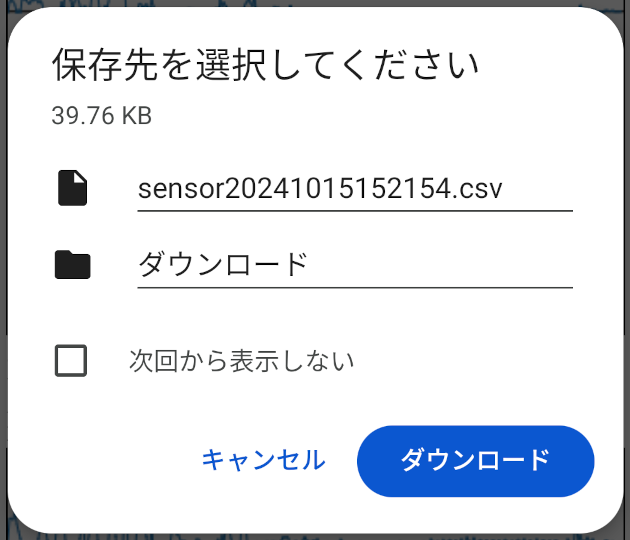 保存先を選択してください
39.76 KB
sensor20241015152154.csv
ダウンロード
次回から表示しない
キャンセル ダウンロード